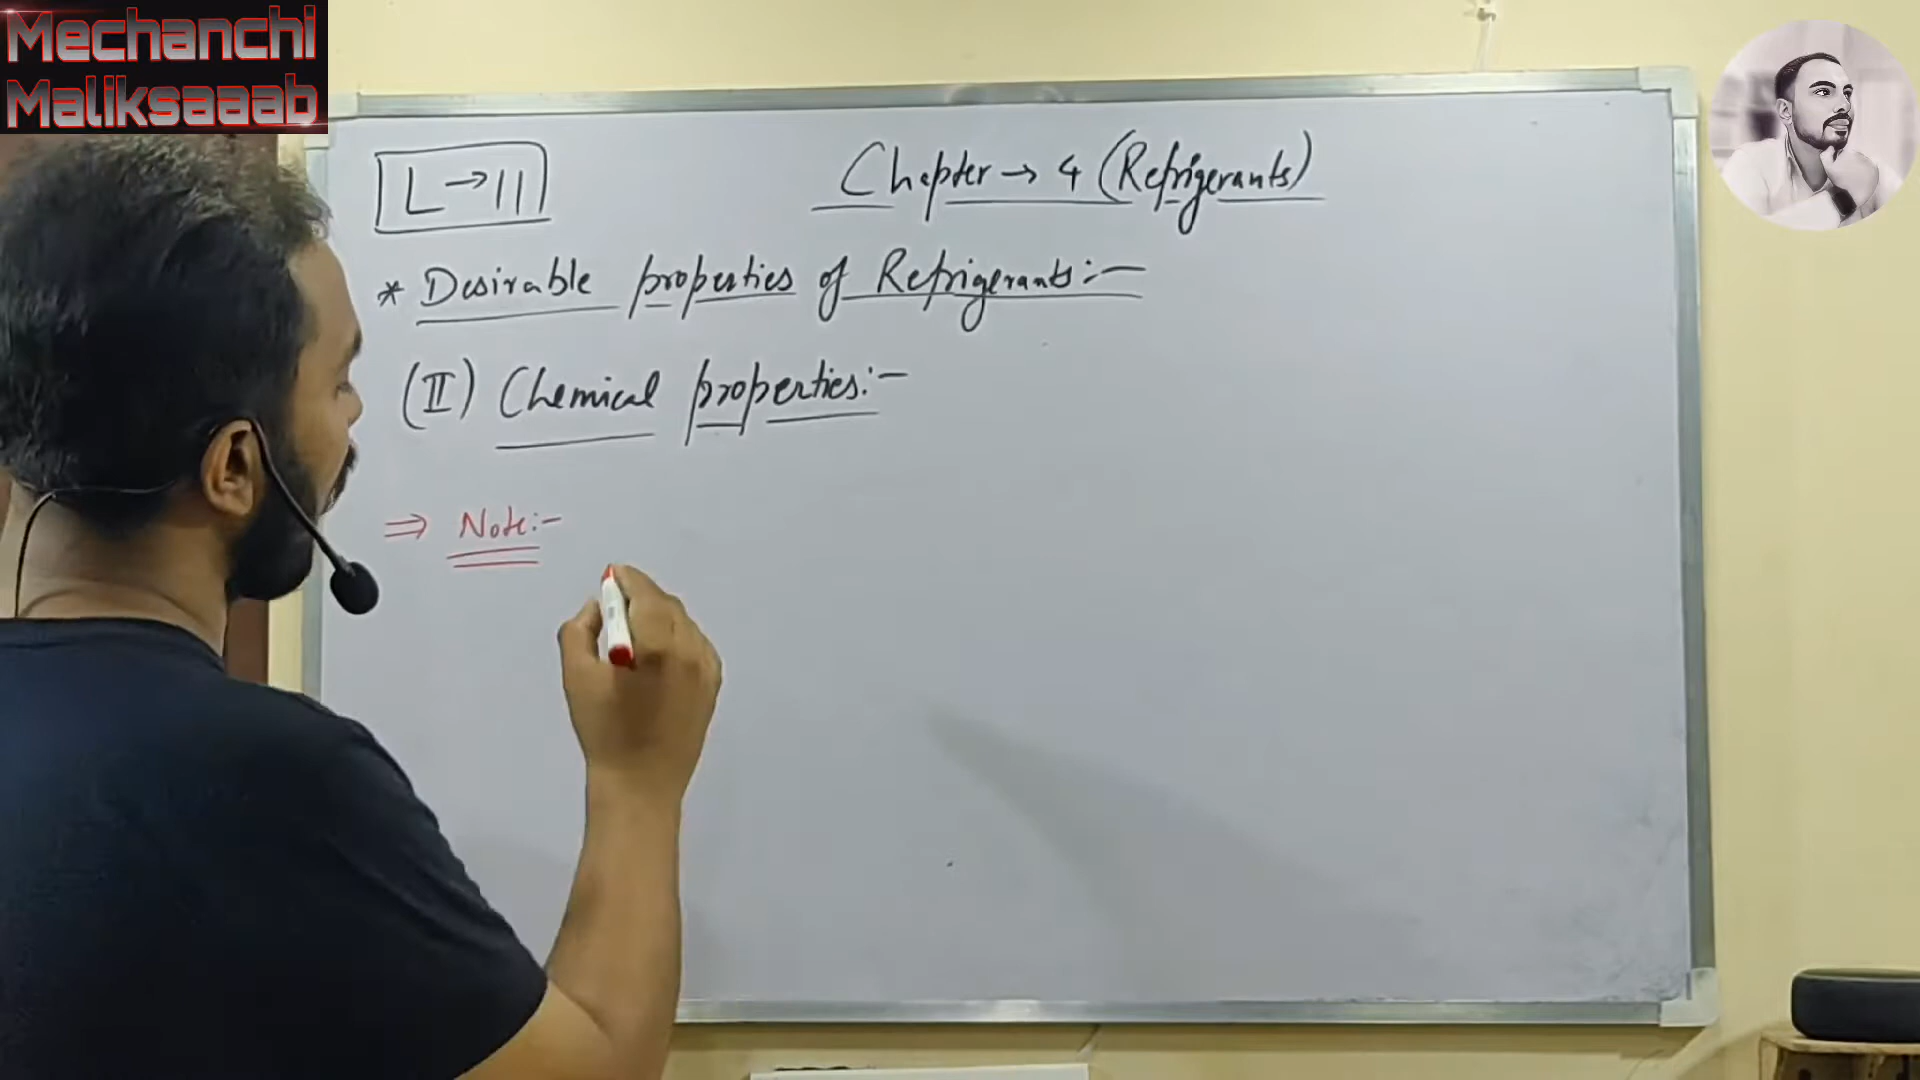 Mechanchi
Maliksaaab
L → 11
Chapter → 4 (Refrigerants)
* Desirable properties of Refrigerants:-
(II) Chemical properties:-
⇒ Note:-